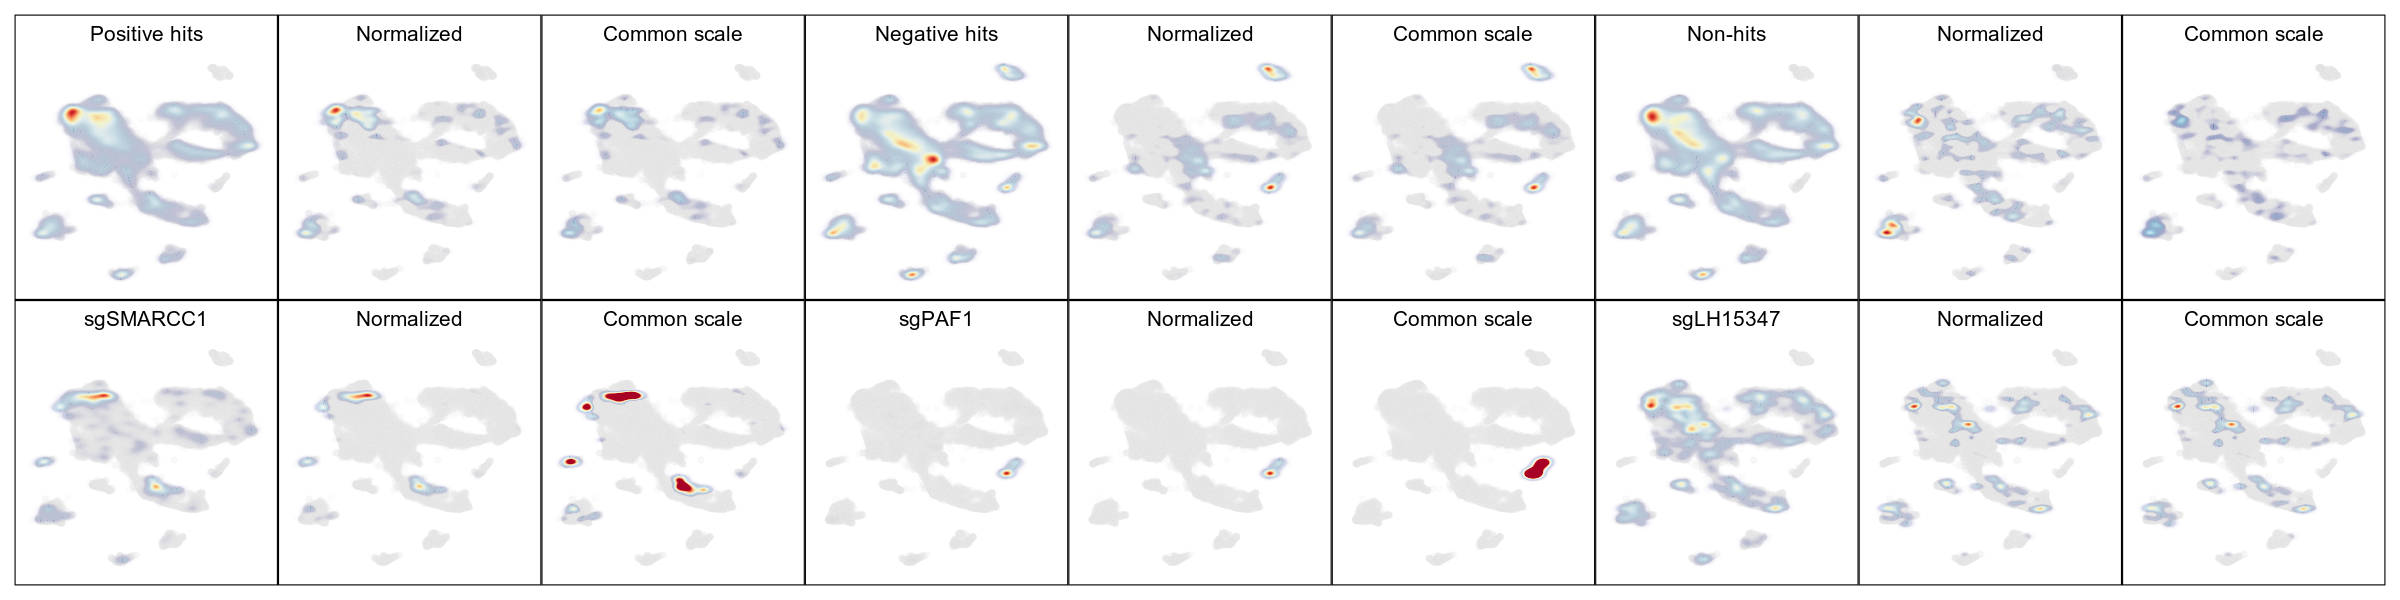 Positive hits
Normalized
Common scale
Negative hits
Normalized
Common scale
Non-hits
Normalized
Common scale
sgSMARCC1
Normalized
Common scale
sgPAF1
Normalized
Common scale
sgLH15347
Normalized
Common scale